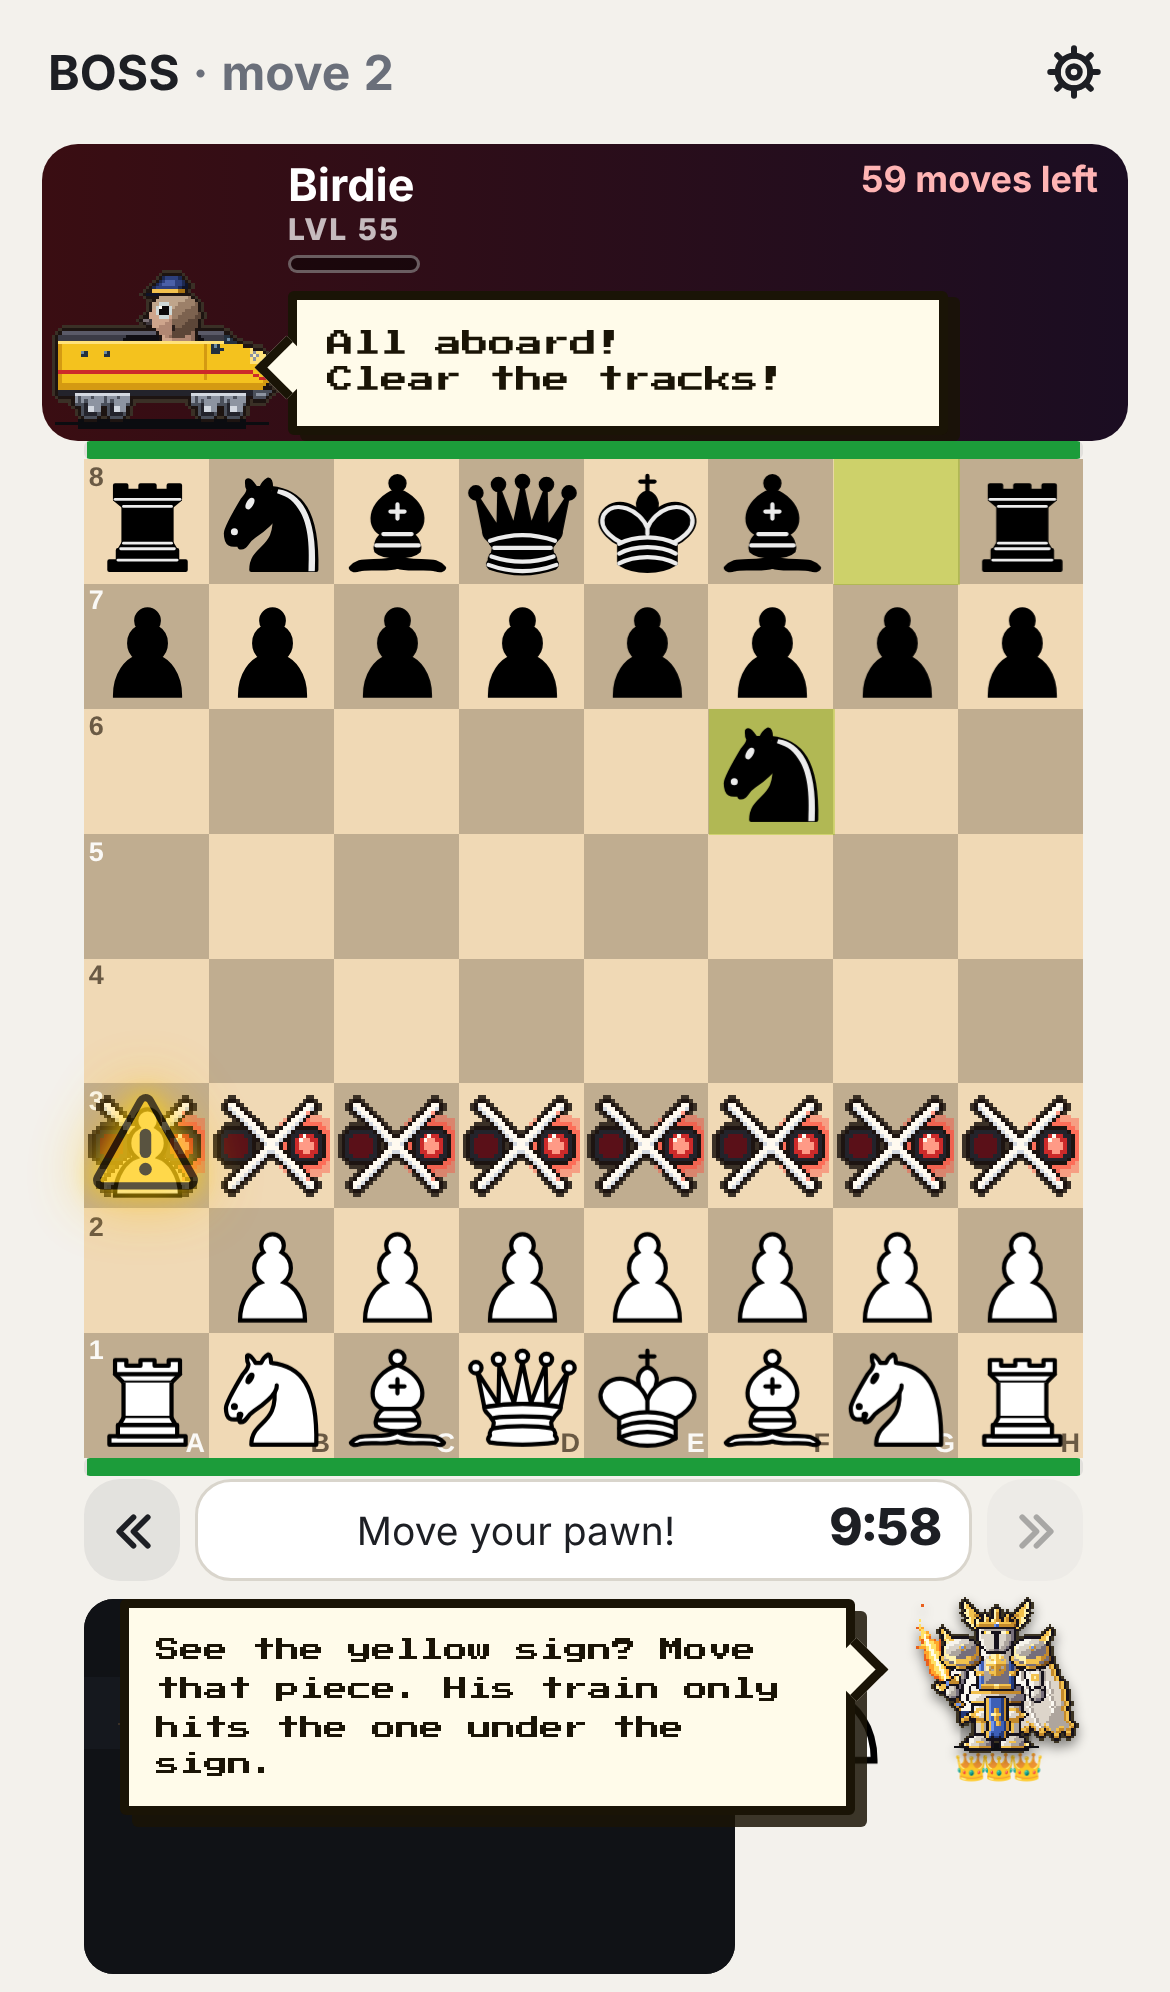 BOSS · move 2
Birdie
59 moves left
LVL 55
All aboard!
Clear the tracks!
8
7
6
5
4
3
2
1
A B C D E F G H
Move your pawn! 9:58
See the yellow sign? Move
that piece. His train only
hits the one under the
sign.